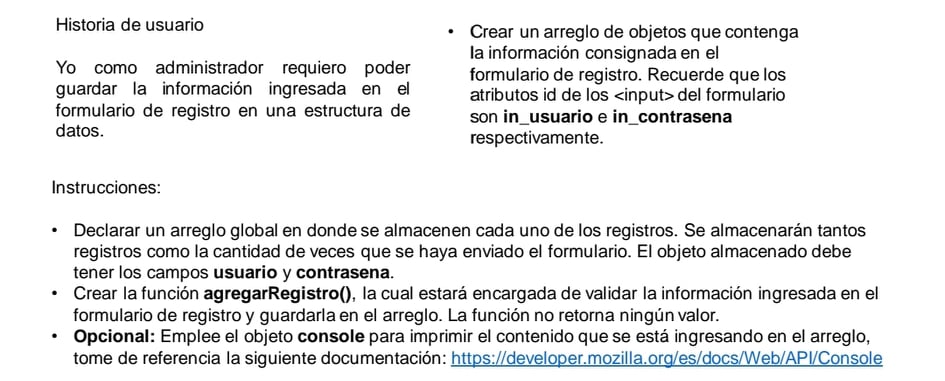 Historia de usuario
Yo como administrador requiero poder
guardar la información ingresada en el
formulario de registro en una estructura de
datos.
• Crear un arreglo de objetos que contenga
la información consignada en el
formulario de registro. Recuerde que los
atributos id de los <input> del formulario
son in_usuario e in_contrasena
respectivamente.
Instrucciones:
• Declarar un arreglo global en donde se almacenen cada uno de los registros. Se almacenarán tantos
registros como la cantidad de veces que se haya enviado el formulario. El objeto almacenado debe
tener los campos usuario y contrasena.
• Crear la función agregarRegistro(), la cual estará encargada de validar la información ingresada en el
formulario de registro y guardarla en el arreglo. La función no retorna ningún valor.
• Opcional: Emplee el objeto console para imprimir el contenido que se está ingresando en el arreglo,
tome de referencia la siguiente documentación: https://developer.mozilla.org/es/docs/Web/API/Console